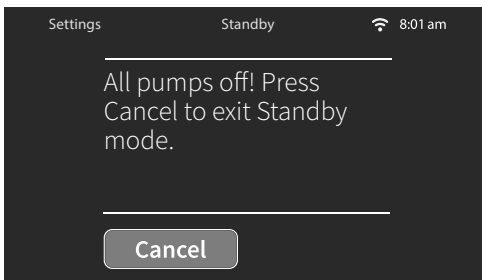 Settings Standby 8:01 am
All pumps off! Press
Cancel to exit Standby
mode.
Cancel